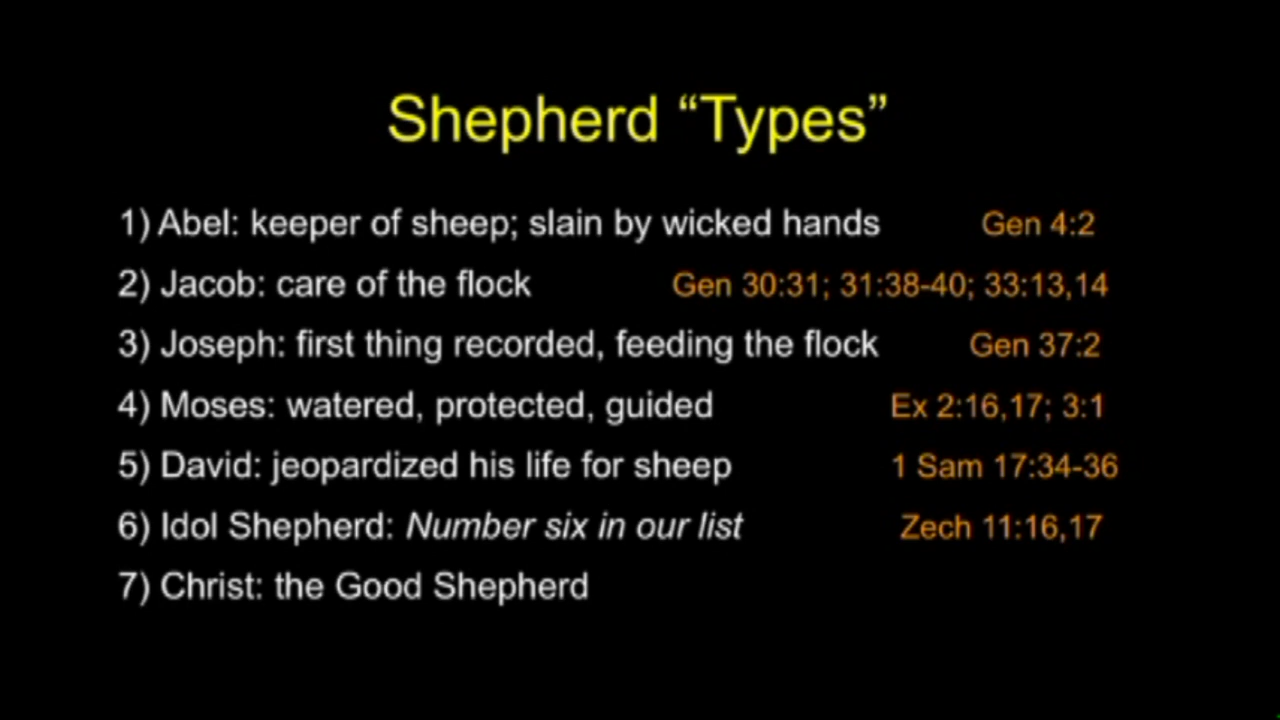 Shepherd “Types”
1) Abel: keeper of sheep; slain by wicked hands Gen 4:2
2) Jacob: care of the flock Gen 30:31; 31:38-40; 33:13,14
3) Joseph: first thing recorded, feeding the flock Gen 37:2
4) Moses: watered, protected, guided Ex 2:16,17; 3:1
5) David: jeopardized his life for sheep 1 Sam 17:34-36
6) Idol Shepherd: Number six in our list Zech 11:16,17
7) Christ: the Good Shepherd